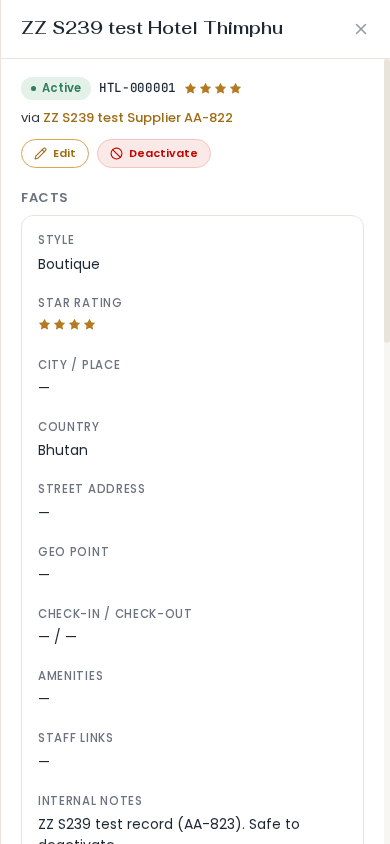 ZZ S239 test Hotel Thimphu
Active HTL-000001
via ZZ S239 test Supplier AA-822
Edit Deactivate
FACTS
STYLE
Boutique
STAR RATING
CITY / PLACE
—
COUNTRY
Bhutan
STREET ADDRESS
—
GEO POINT
—
CHECK-IN / CHECK-OUT
— / —
AMENITIES
—
STAFF LINKS
—
INTERNAL NOTES
ZZ S239 test record (AA-823). Safe to
deactivate.